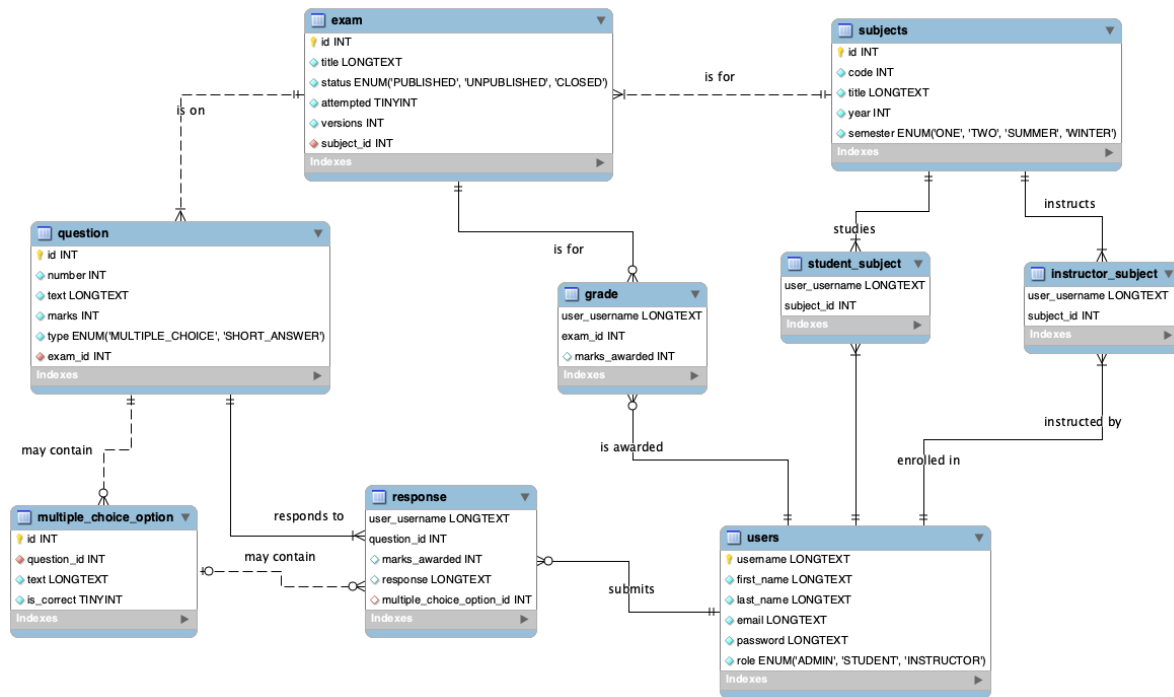 exam
id INT
title LONGTEXT
status ENUM('PUBLISHED', 'UNPUBLISHED', 'CLOSED')
attempted TINYINT
versions INT
subject_id INT
Indexes
is for
subjects
id INT
code INT
title LONGTEXT
year INT
semester ENUM('ONE', 'TWO', 'SUMMER', 'WINTER')
Indexes
is on
question
id INT
number INT
text LONGTEXT
marks INT
type ENUM('MULTIPLE_CHOICE', 'SHORT_ANSWER')
exam_id INT
Indexes
is for
grade
user_username LONGTEXT
exam_id INT
marks_awarded INT
Indexes
studies
student_subject
user_username LONGTEXT
subject_id INT
Indexes
instructs
instructor_subject
user_username LONGTEXT
subject_id INT
Indexes
may contain
is awarded
enrolled in
instructed by
multiple_choice_option
id INT
question_id INT
text LONGTEXT
is_correct TINYINT
Indexes
responds to
may contain
response
user_username LONGTEXT
question_id INT
marks_awarded INT
response LONGTEXT
multiple_choice_option_id INT
Indexes
submits
users
username LONGTEXT
first_name LONGTEXT
last_name LONGTEXT
email LONGTEXT
password LONGTEXT
role ENUM('ADMIN', 'STUDENT', 'INSTRUCTOR')
Indexes